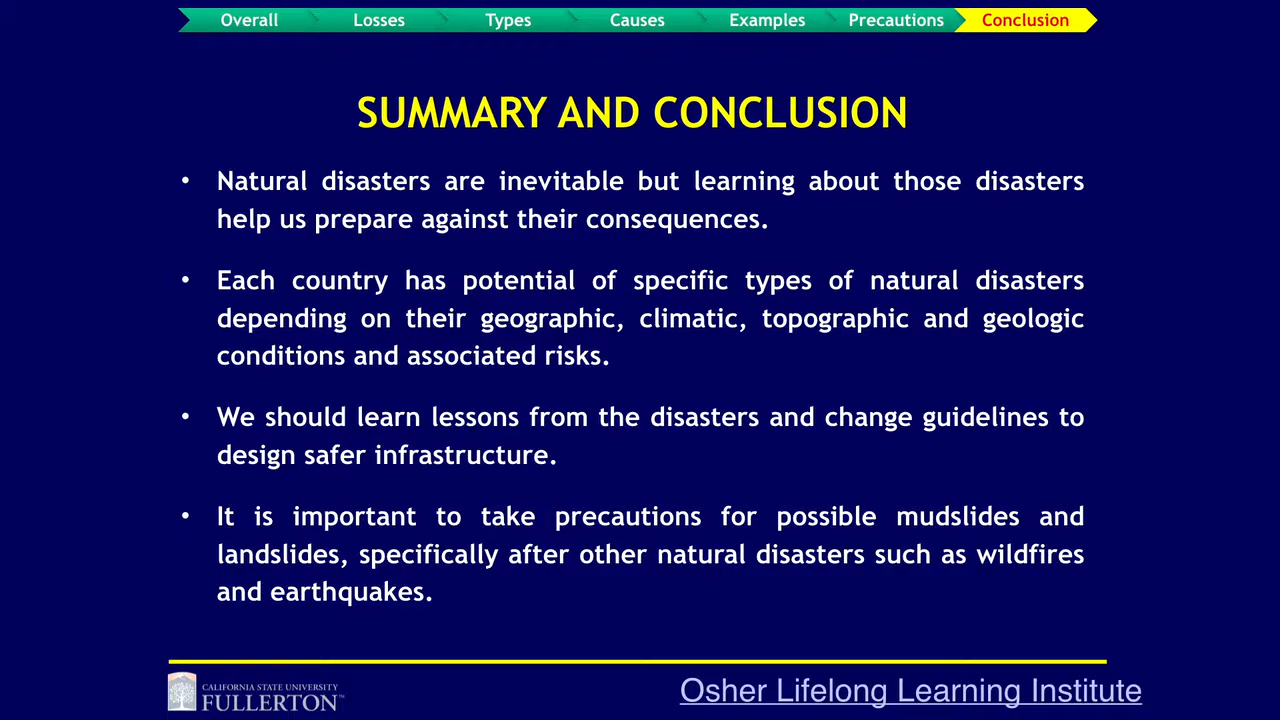 Overall Losses Types Causes Examples Precautions Conclusion
SUMMARY AND CONCLUSION
• Natural disasters are inevitable but learning about those disasters
help us prepare against their consequences.
• Each country has potential of specific types of natural disasters
depending on their geographic, climatic, topographic and geologic
conditions and associated risks.
• We should learn lessons from the disasters and change guidelines to
design safer infrastructure.
• It is important to take precautions for possible mudslides and
landslides, specifically after other natural disasters such as wildfires
and earthquakes.
CALIFORNIA STATE UNIVERSITY
FULLERTON™
Osher Lifelong Learning Institute